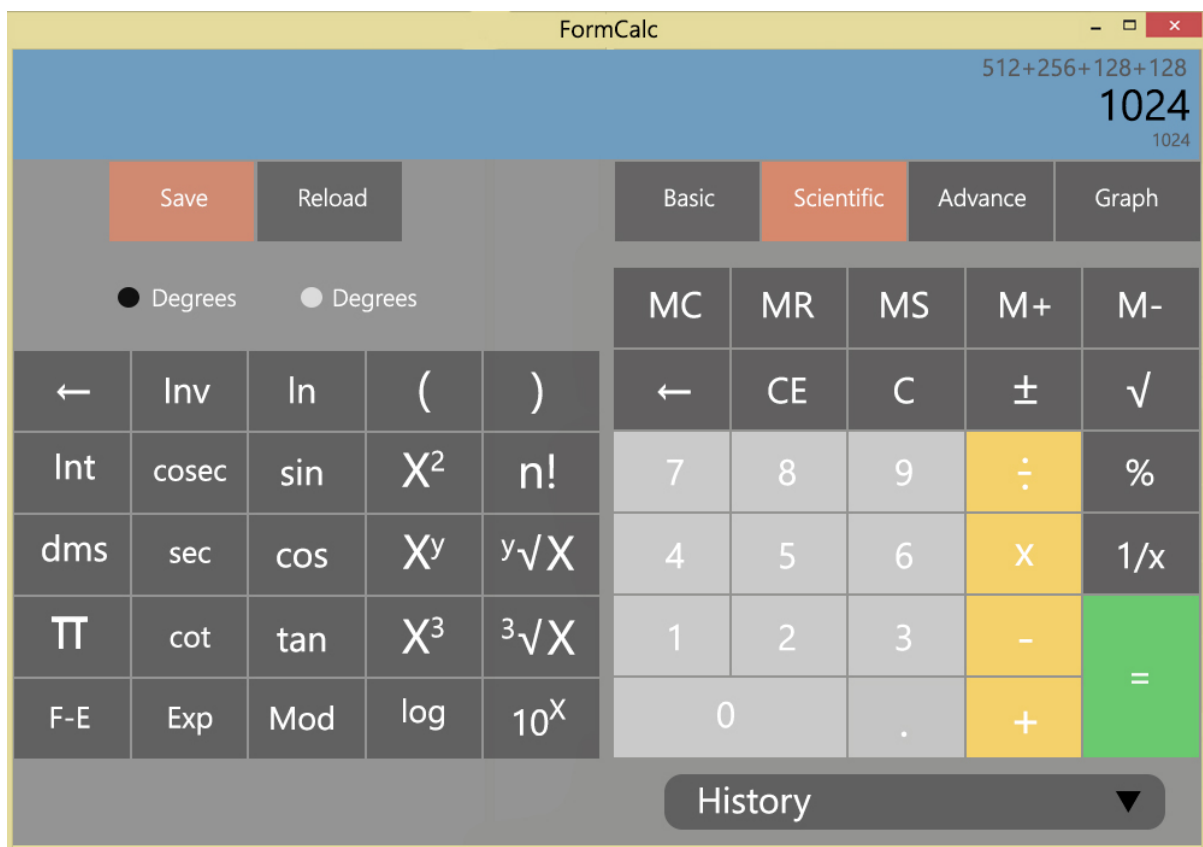 FormCalc
512+256+128+128
1024
1024
Save Reload Basic Scientific Advance Graph
Degrees Degrees
MC MR MS M+ M-
← Inv ln ( ) ← CE C ± √
Int cosec sin X² n! 7 8 9 ÷ %
dms sec cos Xʸ ʸ√X 4 5 6 x 1/x
π cot tan X³ ³√X 1 2 3 - =
F-E Exp Mod log 10ˣ 0 . +
History